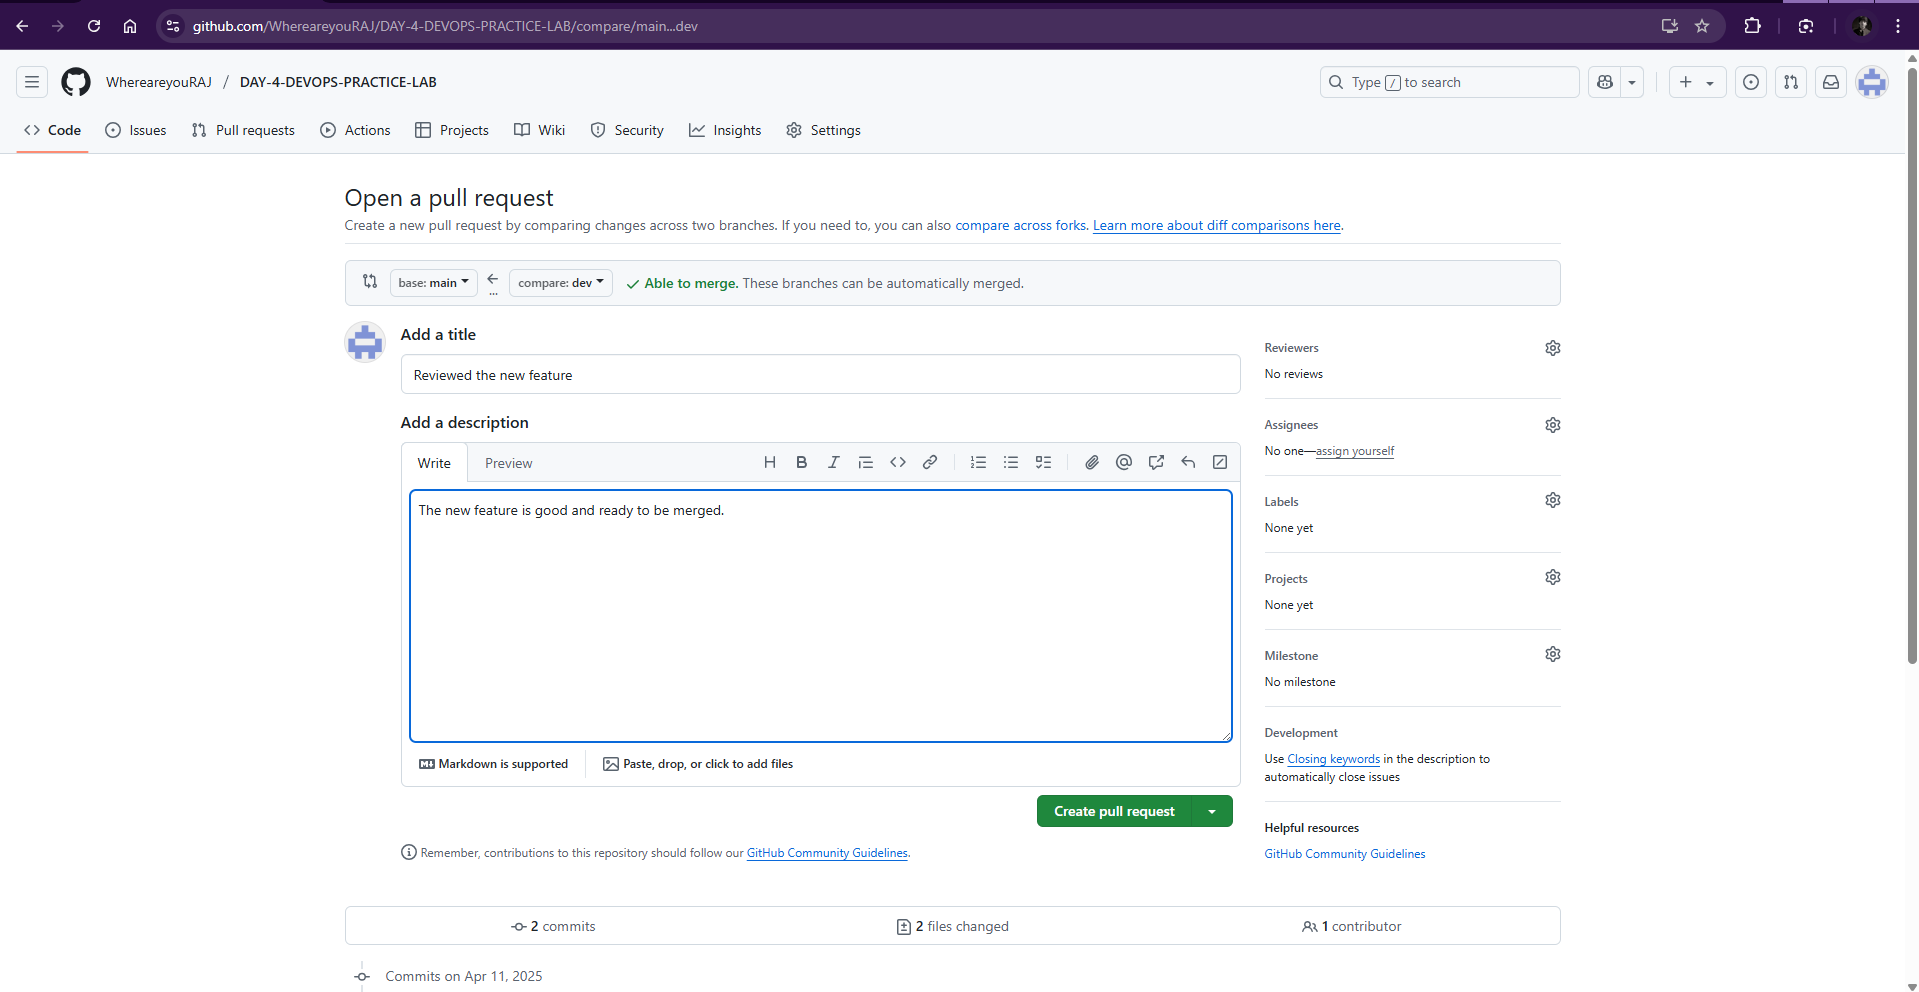 github.com/WhereareyouRAJ/DAY-4-DEVOPS-PRACTICE-LAB/compare/main...dev
WhereareyouRAJ / DAY-4-DEVOPS-PRACTICE-LAB
Type / to search
Code Issues Pull requests Actions Projects Wiki Security Insights Settings
Open a pull request
Create a new pull request by comparing changes across two branches. If you need to, you can also compare across forks. Learn more about diff comparisons here.
base: main ... compare: dev Able to merge. These branches can be automatically merged.
Add a title
Reviewed the new feature
Add a description
Write Preview
The new feature is good and ready to be merged.
Markdown is supported Paste, drop, or click to add files
Create pull request
Remember, contributions to this repository should follow our GitHub Community Guidelines.
Reviewers
No reviews
Assignees
No one—assign yourself
Labels
None yet
Projects
None yet
Milestone
No milestone
Development
Use Closing keywords in the description to
automatically close issues
Helpful resources
GitHub Community Guidelines
2 commits 2 files changed 1 contributor
Commits on Apr 11, 2025